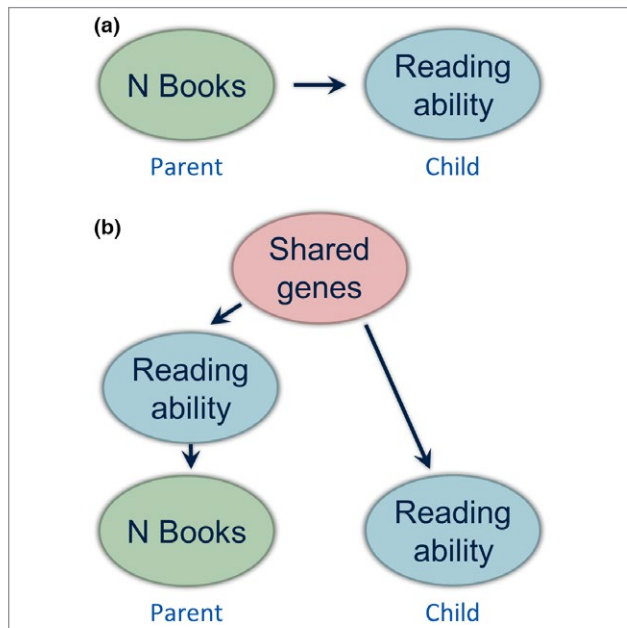 (a)
N Books
Reading
ability
Parent
Child
(b)
Shared
genes
Reading
ability
N Books
Reading
ability
Parent
Child